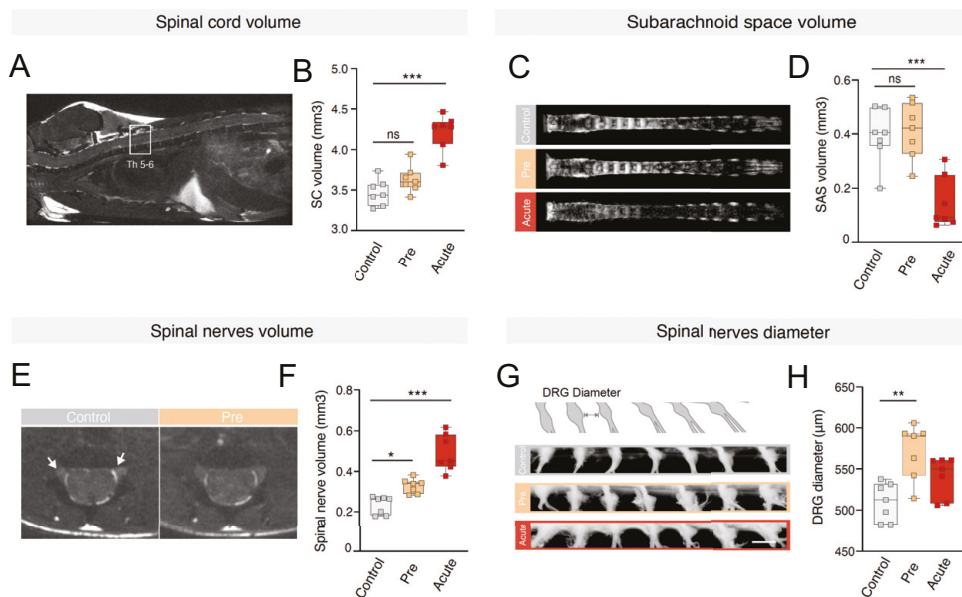 Spinal cord volume
Subarachnoid space volume
A
Th 5-6
B
SC volume (mm3)
5.0
4.5
4.0
3.5
3.0
***
ns
Control
Pre
Acute
C
Control
Pre
Acute
D
SAS volume (mm3)
0.6
0.4
0.2
0
***
ns
Control
Pre
Acute
Spinal nerves volume
Spinal nerves diameter
E
Control
Pre
F
Spinal nerve volume (mm3)
0.8
0.6
0.4
0.2
0
***
*
Control
Pre
Acute
G
DRG Diameter
Control
Pre
Acute
H
DRG diameter (µm)
650
600
550
500
450
**
Control
Pre
Acute